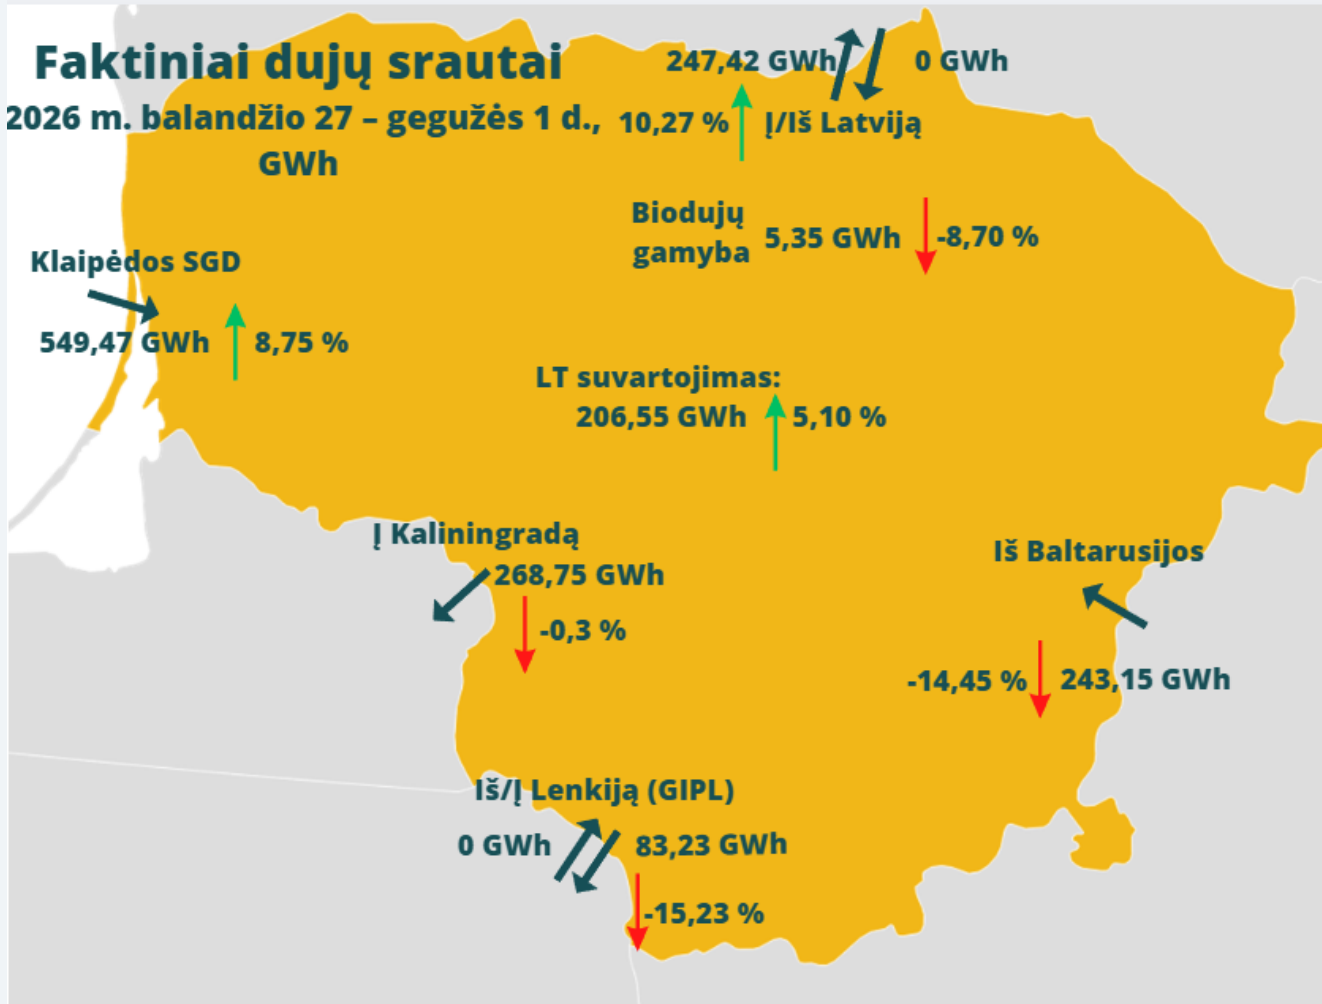 Faktiniai dujų srautai
2026 m. balandžio 27 – gegužės 1 d.,
GWh
247,42 GWh
0 GWh
10,27 %
Į/Iš Latviją
Biodujų
gamyba
5,35 GWh
-8,70 %
Klaipėdos SGD
549,47 GWh
8,75 %
LT suvartojimas:
206,55 GWh
5,10 %
Į Kaliningradą
268,75 GWh
-0,3 %
Iš Baltarusijos
-14,45 %
243,15 GWh
Iš/Į Lenkiją (GIPL)
0 GWh
83,23 GWh
-15,23 %